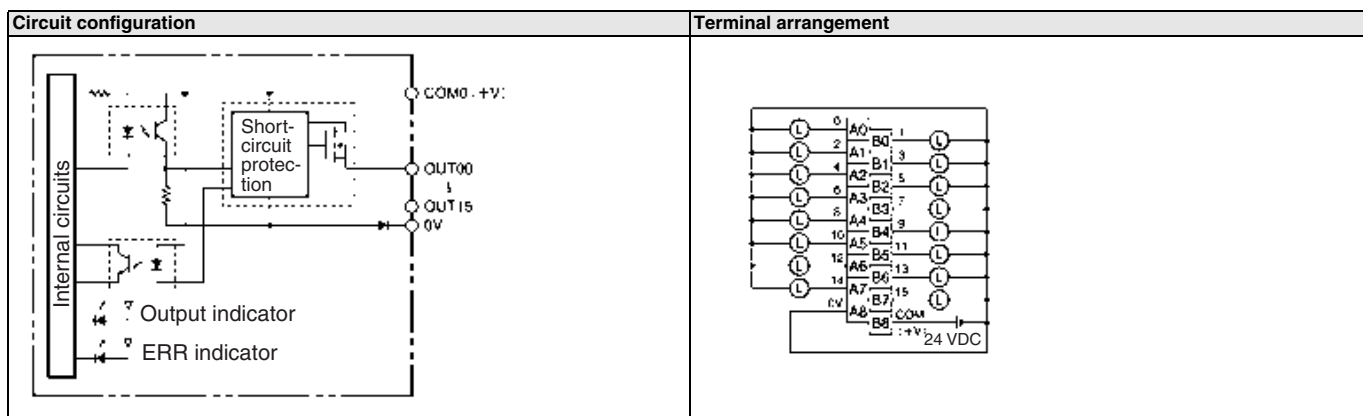 Circuit configuration
Terminal arrangement
COM0 (+V)
Short-
circuit
protec-
tion
OUT00
OUT15
0V
Internal circuits
Output indicator
ERR indicator
L 0 A0 B0 1 L
L 2 A1 B1 3 L
L 4 A2 B2 5 L
L 6 A3 B3 7 L
L 8 A4 B4 9 L
L 10 A5 B5 11 L
L 12 A6 B6 13 L
L 14 A7 B7 15 L
0V A8 B8 COM
(+V)
24 VDC